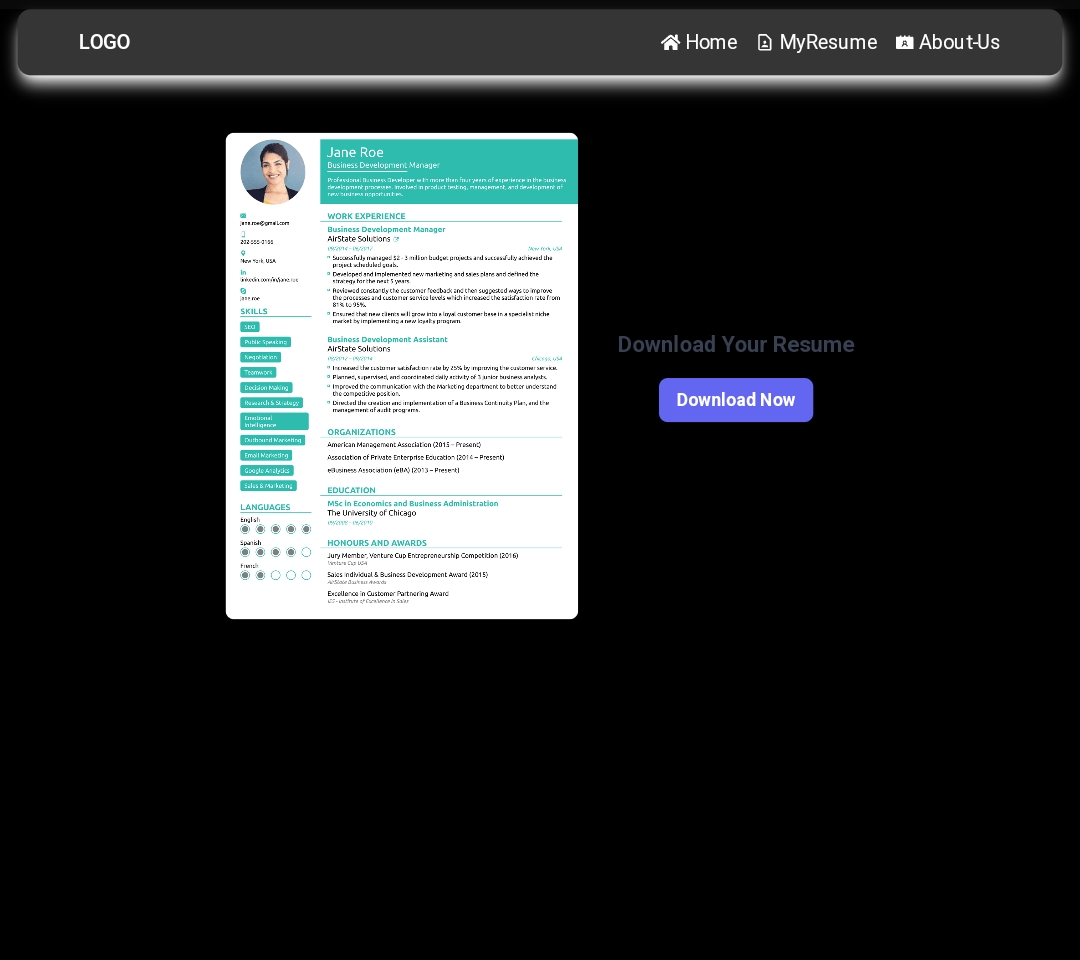 LOGO
Home
MyResume
About-Us
Jane Roe
Business Development Manager
Professional Business Developer with more than four years of experience in the business
development processes. Involved in product testing, management, and development of
new business opportunities.
jane.roe@gmail.com
202-555-0166
New York, USA
linkedin.com/in/jane.roe
jane.roe
SKILLS
SEO
Public Speaking
Negotiation
Teamwork
Decision Making
Research & Strategy
Emotional
Intelligence
Outbound Marketing
Email Marketing
Google Analytics
Sales & Marketing
LANGUAGES
English
Spanish
French
WORK EXPERIENCE
Business Development Manager
AirState Solutions
09/2014 - 06/2017
New York, USA
Successfully managed $2 - 3 million budget projects and successfully achieved the
project scheduled goals.
Developed and implemented new marketing and sales plans and defined the
strategy for the next 5 years.
Reviewed constantly the customer feedback and then suggested ways to improve
the processes and customer service levels which increased the satisfaction rate from
81% to 95%.
Ensured that new clients will grow into a loyal customer base in a specialist niche
market by implementing a new loyalty program.
Business Development Assistant
AirState Solutions
08/2012 - 09/2014
Chicago, USA
Increased the customer satisfaction rate by 25% by improving the customer service.
Planned, supervised, and coordinated daily activity of 3 junior business analysts.
Improved the communication with the Marketing department to better understand
the competitive position.
Directed the creation and implementation of a Business Continuity Plan, and the
management of audit programs.
ORGANIZATIONS
American Management Association (2015 – Present)
Association of Private Enterprise Education (2014 – Present)
eBusiness Association (eBA) (2013 – Present)
EDUCATION
MSc in Economics and Business Administration
The University of Chicago
09/2008 - 06/2010
HONOURS AND AWARDS
Jury Member, Venture Cup Entrepreneurship Competition (2016)
Venture Cup USA
Sales Individual & Business Development Award (2015)
AirState Business Awards
Excellence in Customer Partnering Award
IES - Institute of Excellence in Sales
Download Your Resume
Download Now